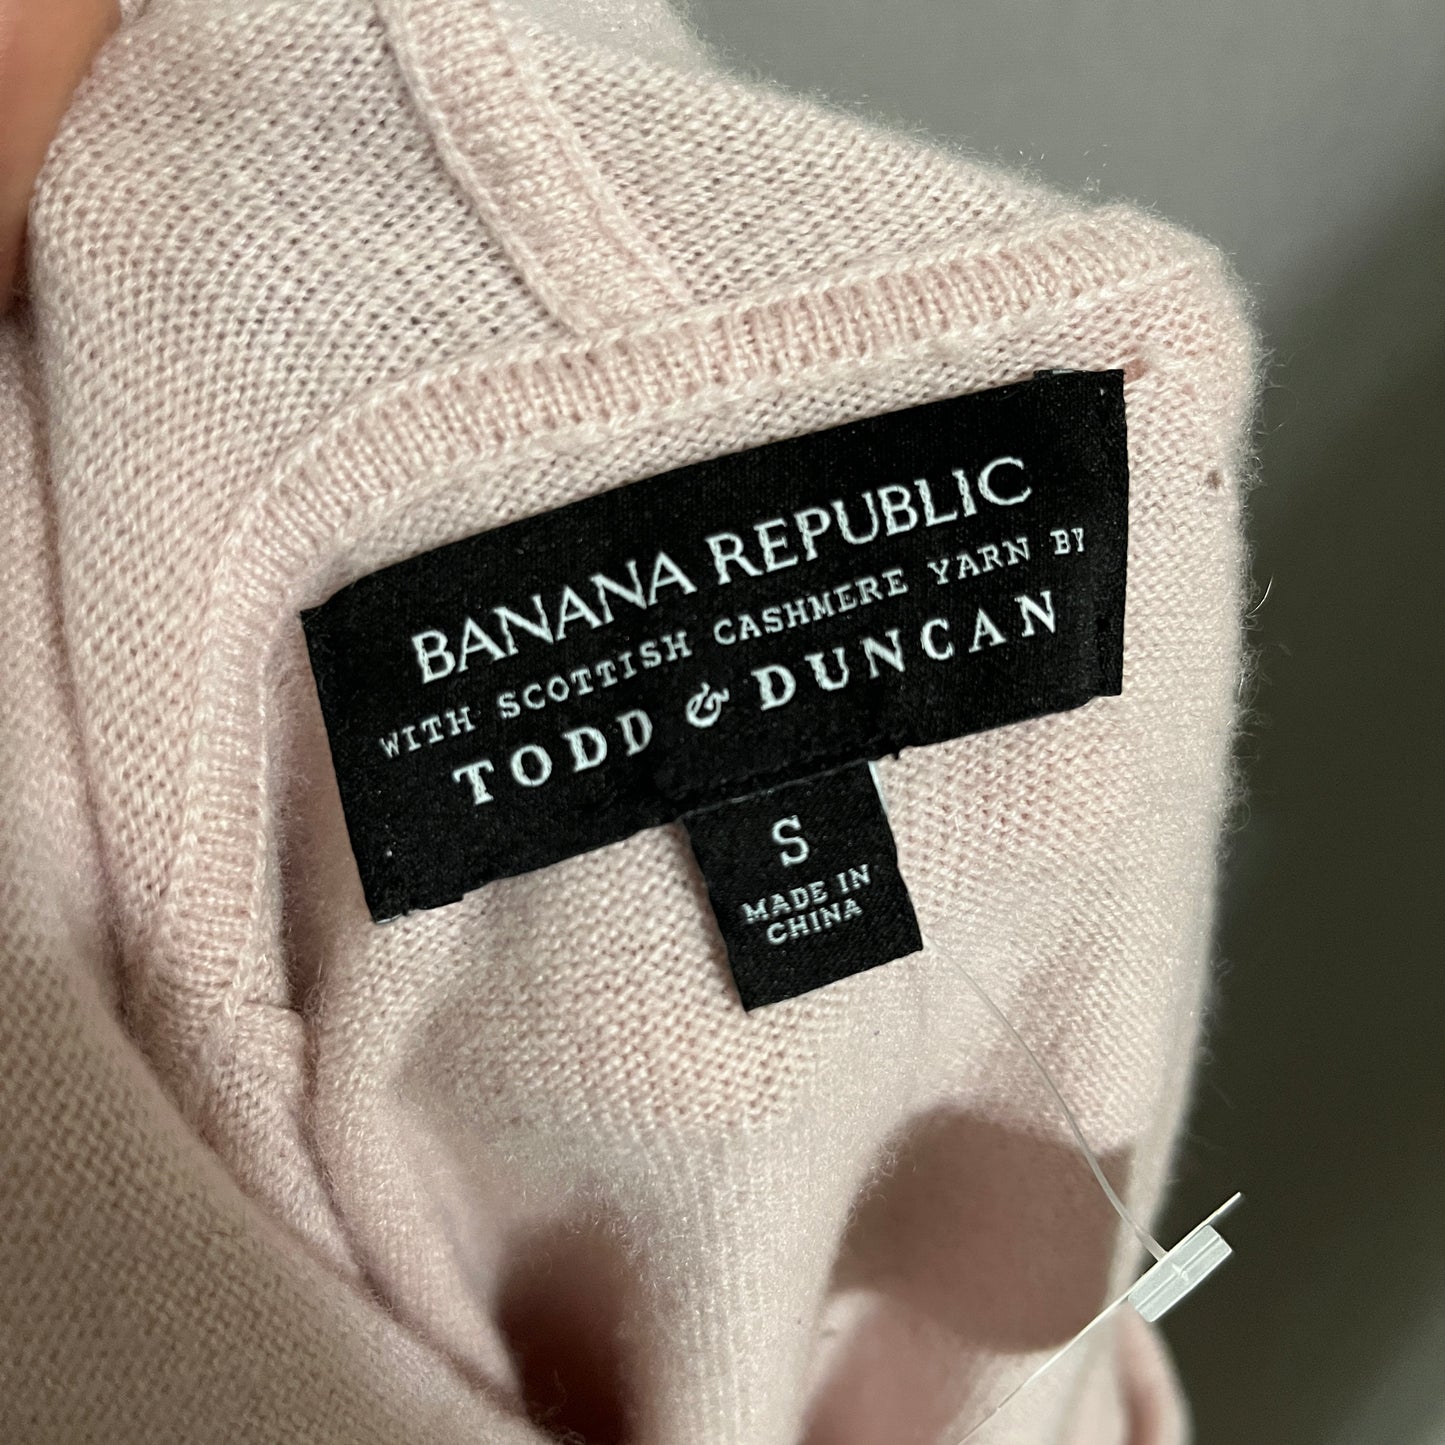 BANANA REPUBLIC
WITH SCOTTISH CASHMERE YARN BY
TODD & DUNCAN
S
MADE IN
CHINA